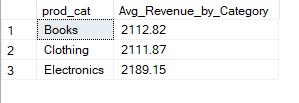 prod_cat Avg_Revenue_by_Category
1 Books 2112.82
2 Clothing 2111.87
3 Electronics 2189.15